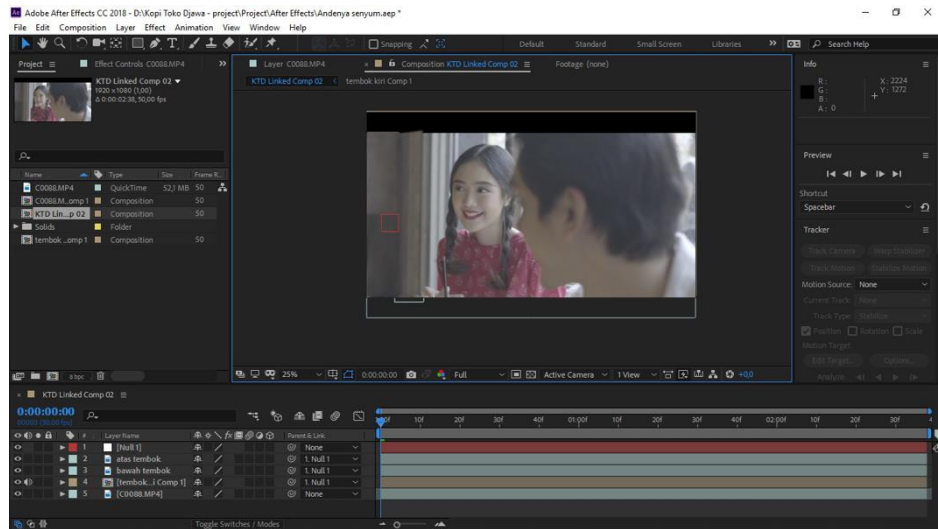 Adobe After Effects CC 2018 - D:\Kopi Toko Djawa - project\Project\After Effects\Andenya senyum.aep *
File Edit Composition Layer Effect Animation View Window Help
Snapping
Default Standard Small Screen Libraries
Search Help
Project Effect Controls C0088.MP4
Layer C0088.MP4
Composition KTD Linked Comp 02
Footage (none)
KTD Linked Comp 02 tembok kiri Comp 1
KTD Linked Comp 02
1920 x 1080 (1,00)
Δ 0:00:02:38, 50,00 fps
Name Type Size Frame R...
C0088.MP4 QuickTime 52,1 MB 50
C0088.M...omp 1 Composition 50
KTD Lin...p 02 Composition 50
Solids Folder
tembok ...omp 1 Composition 50
8 bpc
25% 0:00:00:00 Full Active Camera 1 View +0,0
Info
R: X: 2224
G: Y: 1272
B:
A: 0
Preview
Shortcut
Spacebar
Tracker
Track Camera Warp Stabilizer
Track Motion Stabilize Motion
Motion Source: None
Current Track: None
Track Type: Stabilize
Position Rotation Scale
Motion Target:
Edit Target... Options...
Analyze:
KTD Linked Comp 02
0:00:00:00
00000 (50.00 fps)
# Layer Name Parent & Link
1 [Null 1] None
2 atas tembok 1. Null 1
3 bawah tembok 1. Null 1
4 [tembok...i Comp 1] 1. Null 1
5 [C0088.MP4] None
10f 20f 30f 40f 01:00f 10f 20f 30f 40f 02:00f 10f 20f 30f
Toggle Switches / Modes